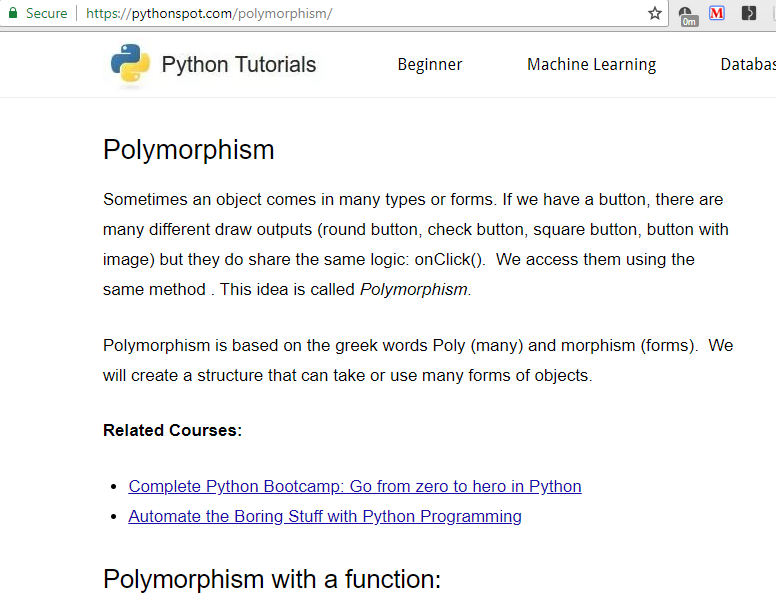 Secure https://pythonspot.com/polymorphism/
0m M
Python Tutorials Beginner Machine Learning Databas
Polymorphism
Sometimes an object comes in many types or forms. If we have a button, there are
many different draw outputs (round button, check button, square button, button with
image) but they do share the same logic: onClick().  We access them using the
same method . This idea is called Polymorphism.
Polymorphism is based on the greek words Poly (many) and morphism (forms).  We
will create a structure that can take or use many forms of objects.
Related Courses:
• Complete Python Bootcamp: Go from zero to hero in Python
• Automate the Boring Stuff with Python Programming
Polymorphism with a function: